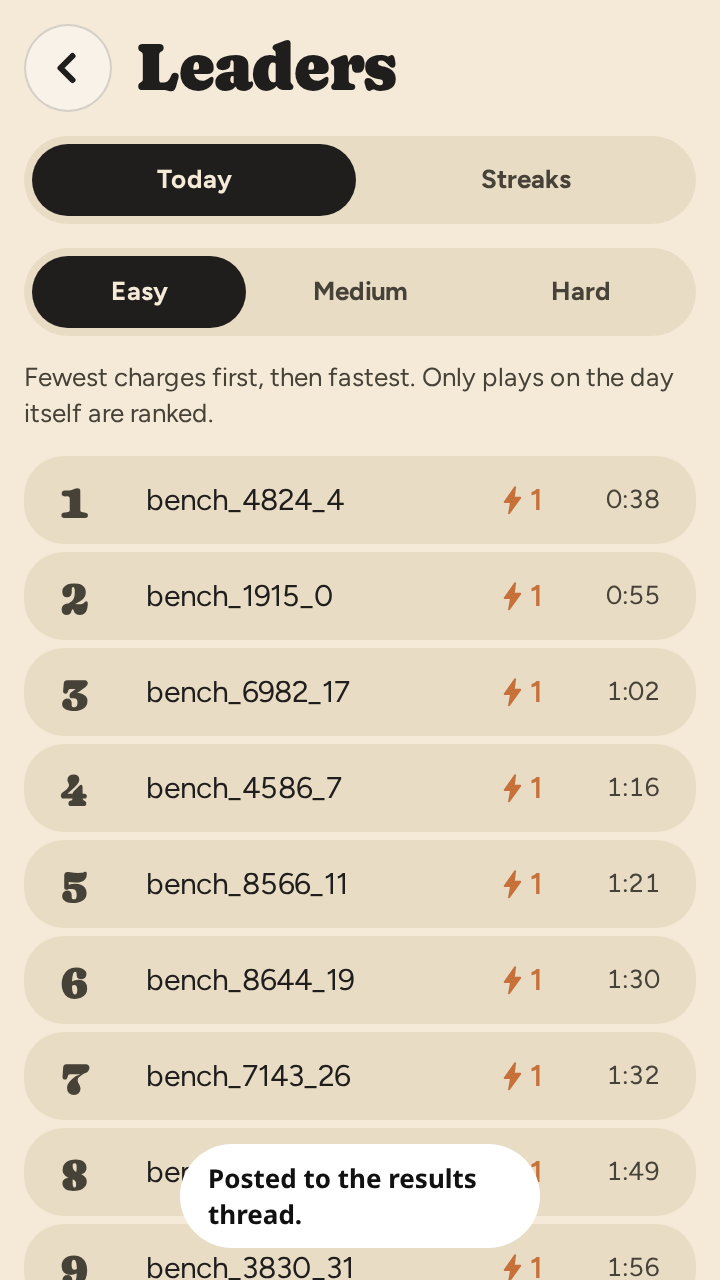 Leaders
Today Streaks
Easy Medium Hard
Fewest charges first, then fastest. Only plays on the day
itself are ranked.
1 bench_4824_4 1 0:38
2 bench_1915_0 1 0:55
3 bench_6982_17 1 1:02
4 bench_4586_7 1 1:16
5 bench_8566_11 1 1:21
6 bench_8644_19 1 1:30
7 bench_7143_26 1 1:32
8 1 1:49
Posted to the results
thread.
9 bench_3830_31 1 1:56